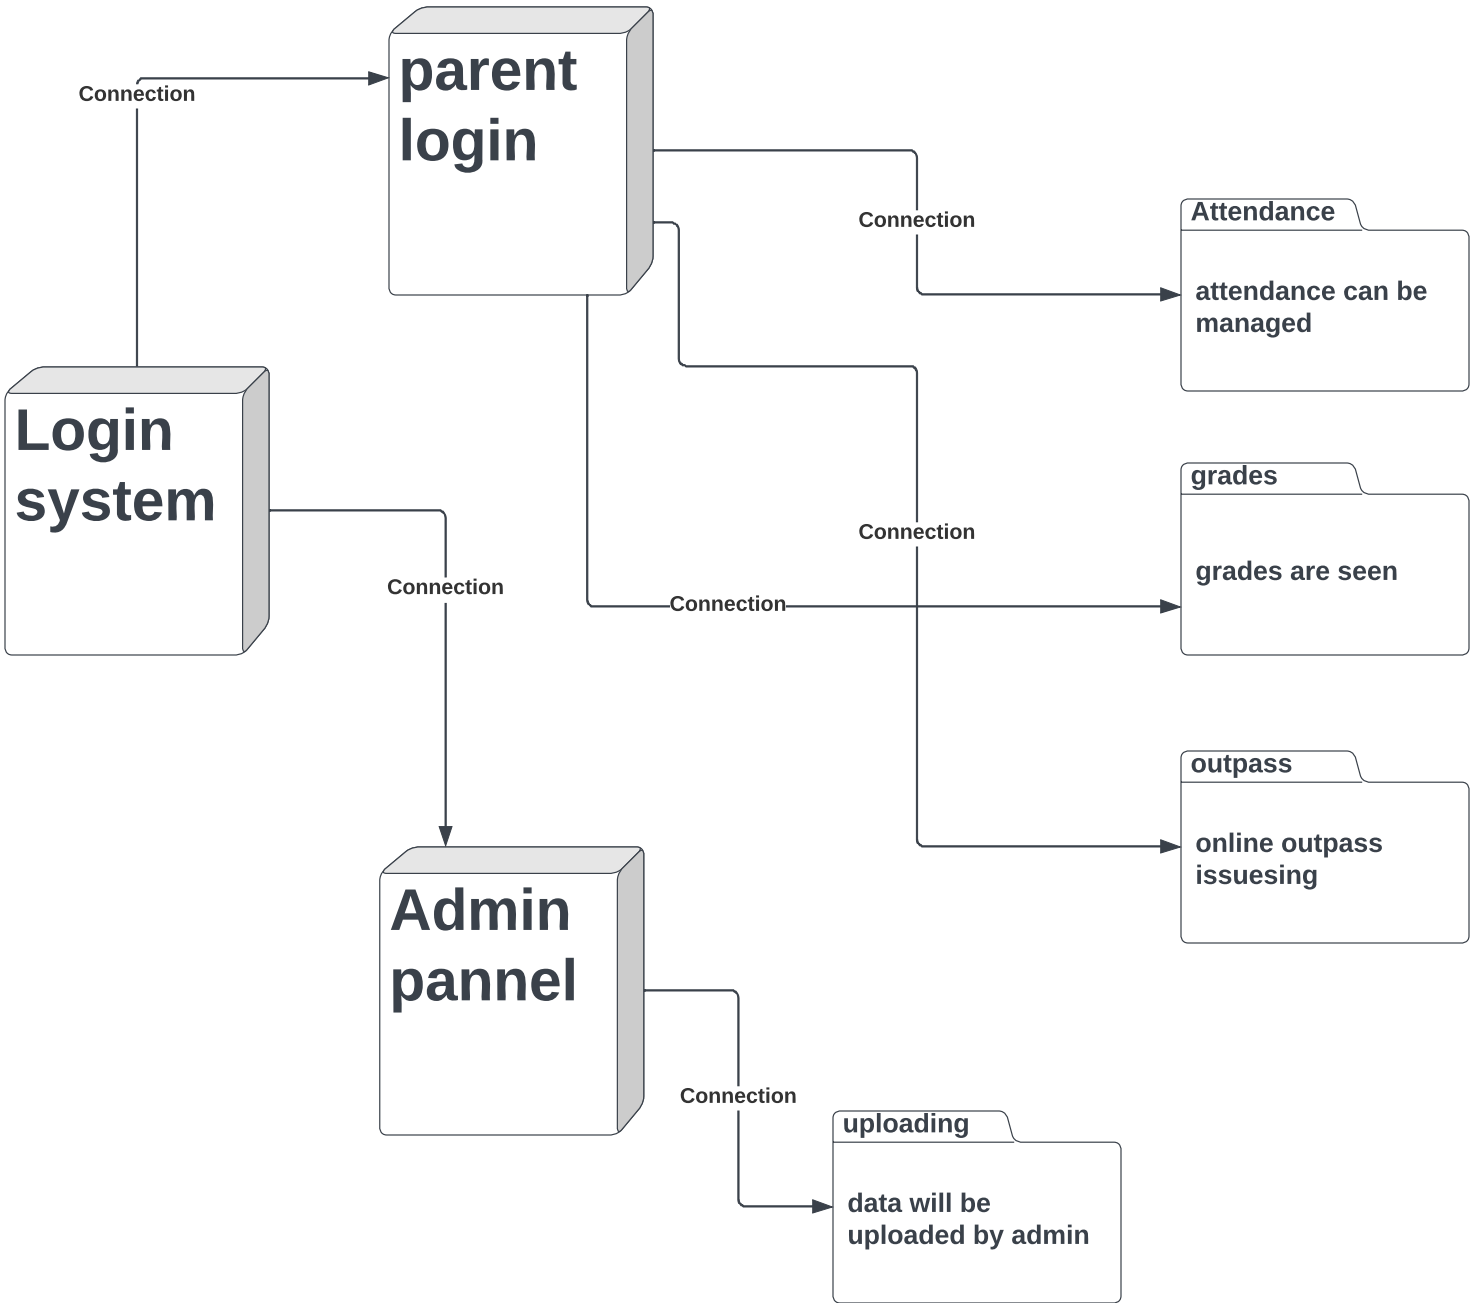 parent
login
Connection
Connection
Attendance
attendance can be
managed
Login
system
grades
grades are seen
Connection
Connection
Connection
outpass
online outpass
issuesing
Admin
pannel
Connection
uploading
data will be
uploaded by admin